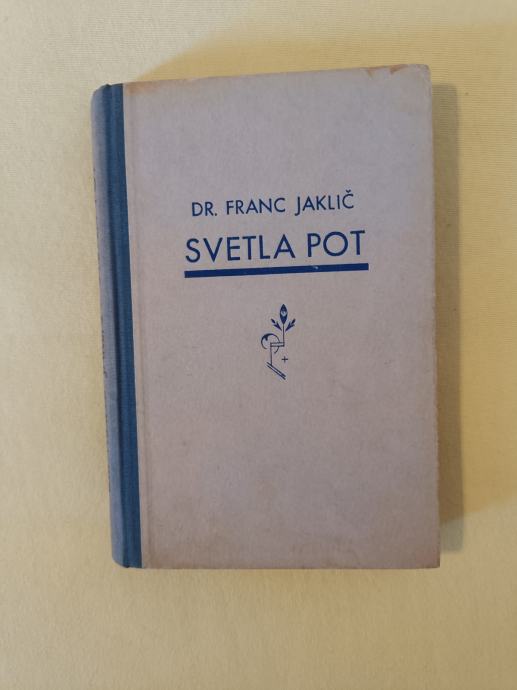 DR. FRANC JAKLIČ
SVETLA POT